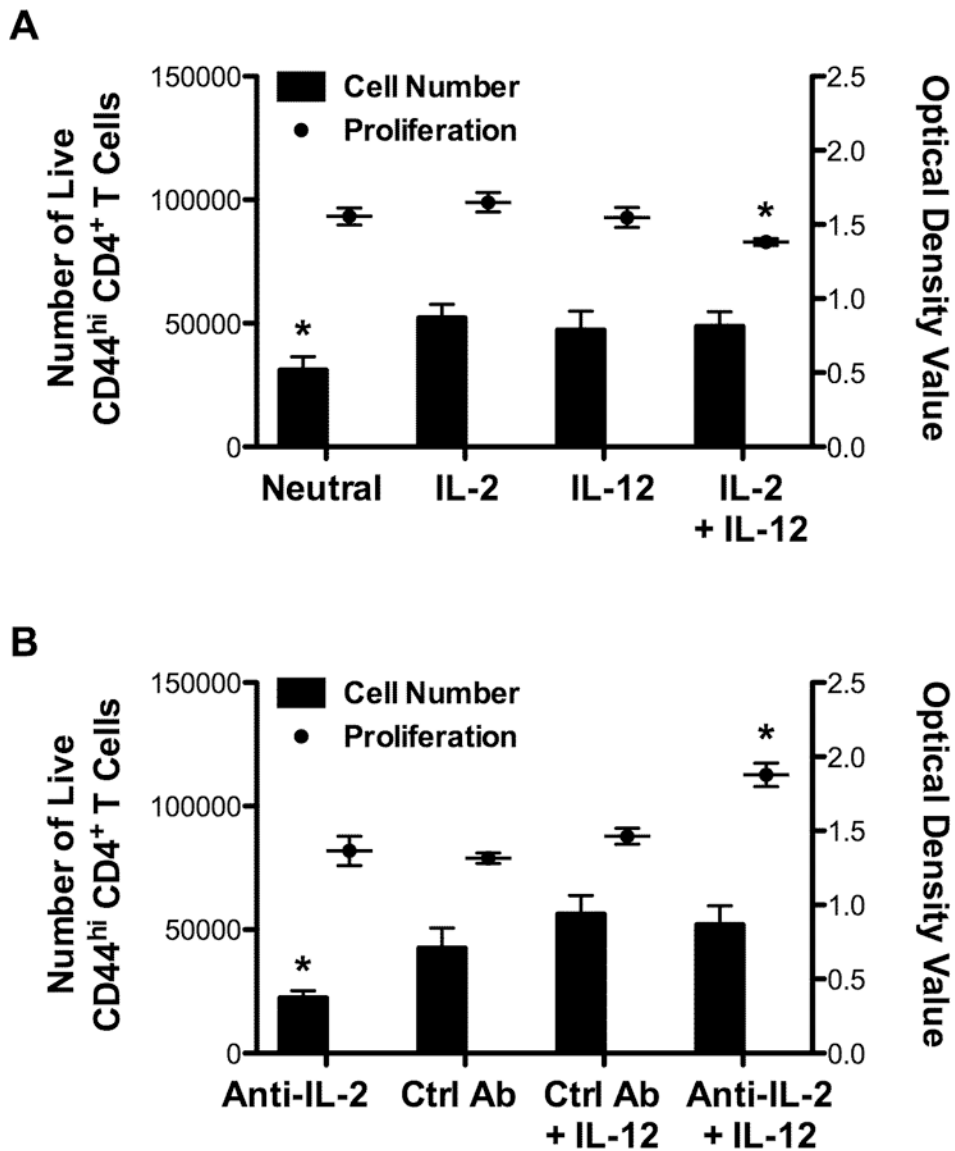 A
Number of Live
CD44hi CD4+ T Cells
150000
100000
50000
0
Cell Number
Proliferation
*
*
2.5
2.0
1.5
1.0
0.5
0.0
Optical Density Value
Neutral
IL-2
IL-12
IL-2
+ IL-12
B
Number of Live
CD44hi CD4+ T Cells
150000
100000
50000
0
Cell Number
Proliferation
*
*
2.5
2.0
1.5
1.0
0.5
0.0
Optical Density Value
Anti-IL-2
Ctrl Ab
Ctrl Ab
+ IL-12
Anti-IL-2
+ IL-12